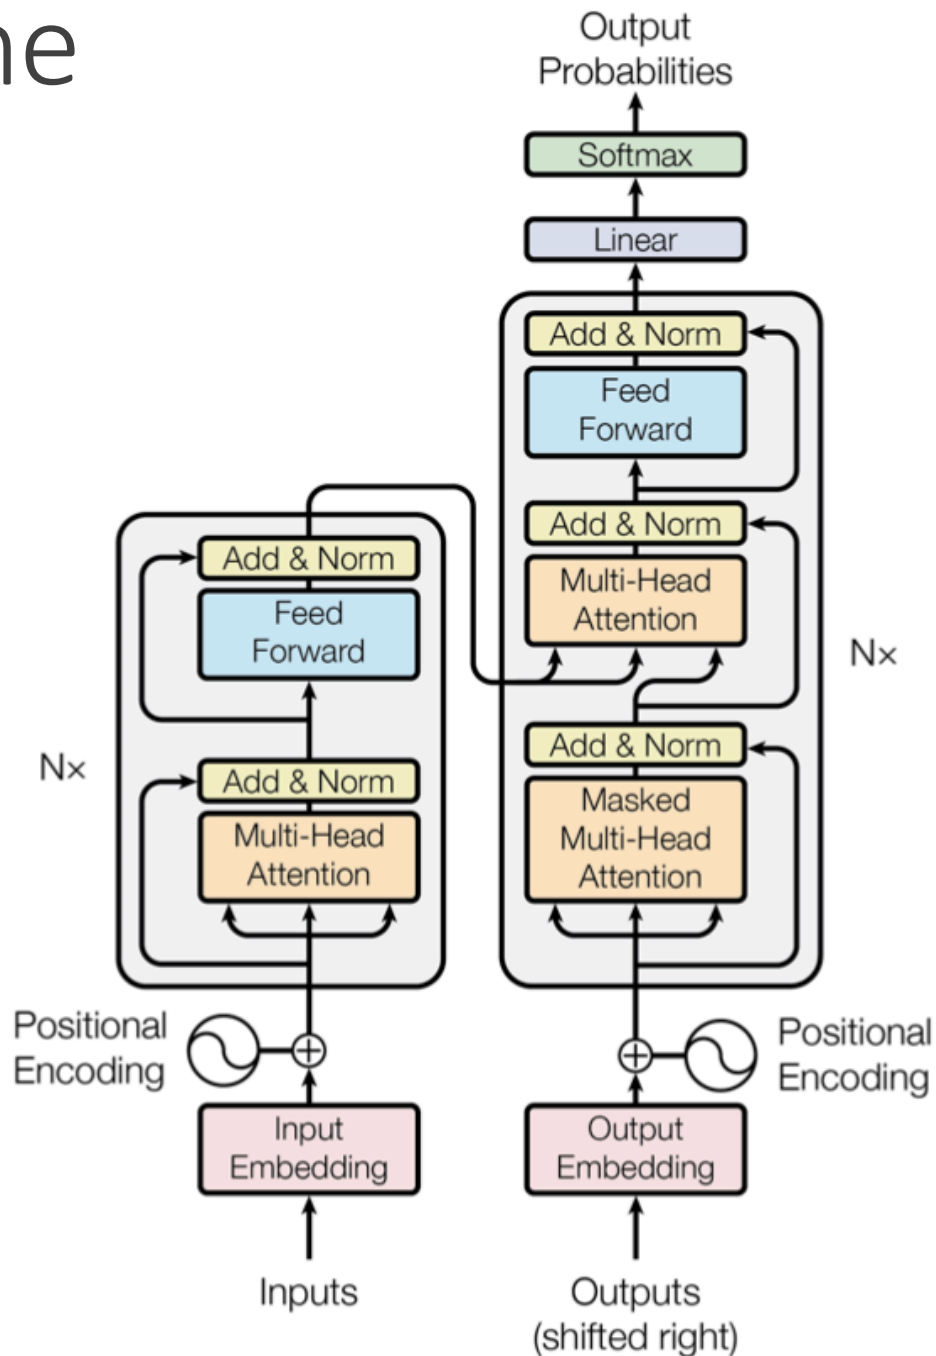 Output
Probabilities
Softmax
Linear
Add & Norm
Feed
Forward
Add & Norm
Multi-Head
Attention
Nx
Add & Norm
Masked
Multi-Head
Attention
Add & Norm
Feed
Forward
Nx
Add & Norm
Multi-Head
Attention
Positional
Encoding
Positional
Encoding
Input
Embedding
Output
Embedding
Inputs
Outputs
(shifted right)